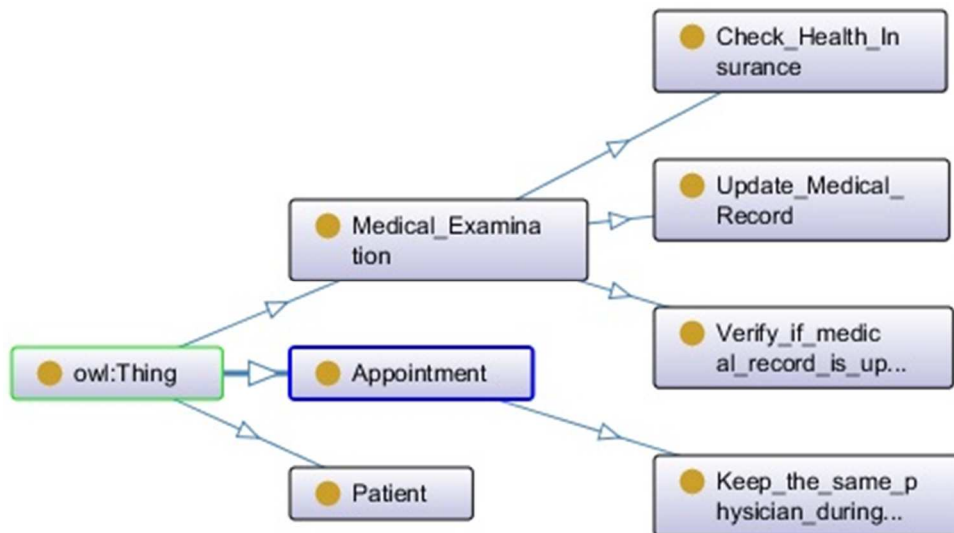 Check_Health_In
surance
Update_Medical_
Record
Medical_Examina
tion
Verify_if_medic
al_record_is_up...
owl:Thing
Appointment
Keep_the_same_p
hysician_during...
Patient